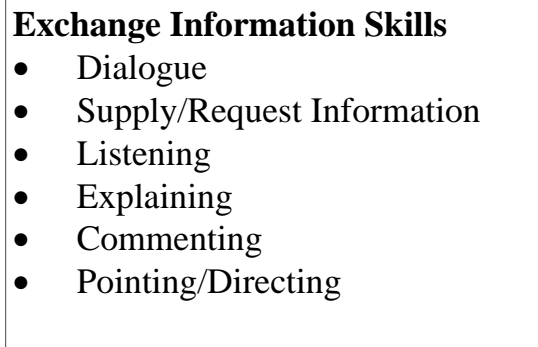 Exchange Information Skills
• Dialogue
• Supply/Request Information
• Listening
• Explaining
• Commenting
• Pointing/Directing